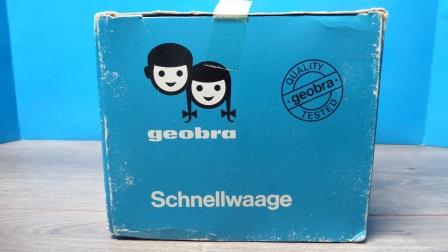 geobra
QUALITY
geobra
TESTED
Schnellwaage